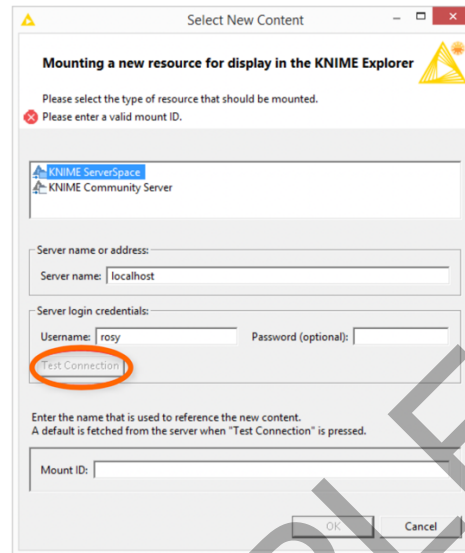 Select New Content
Mounting a new resource for display in the KNIME Explorer
Please select the type of resource that should be mounted.
Please enter a valid mount ID.
KNIME ServerSpace
KNIME Community Server
Server name or address:
Server name: localhost
Server login credentials:
Username: rosy Password (optional):
Test Connection
Enter the name that is used to reference the new content.
A default is fetched from the server when "Test Connection" is pressed.
Mount ID:
OK Cancel